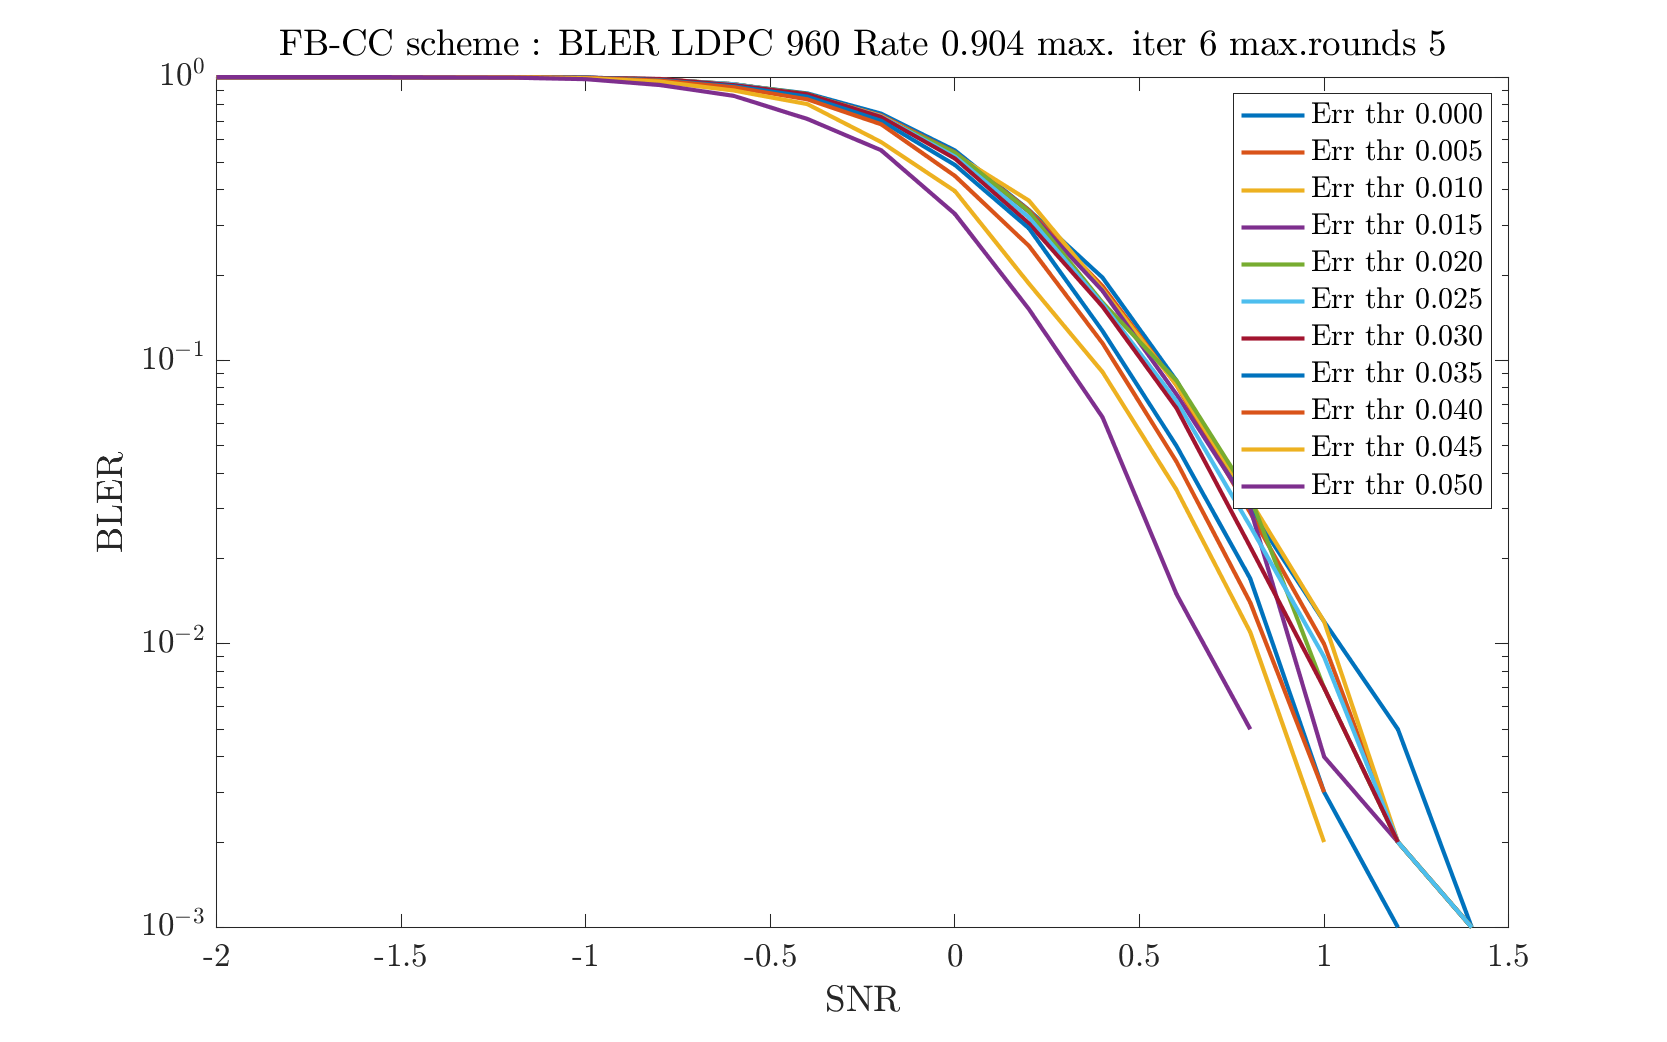 FB-CC scheme : BLER LDPC 960 Rate 0.904 max. iter 6 max.rounds 5
10^0
10^-1
10^-2
10^-3
BLER
Err thr 0.000
Err thr 0.005
Err thr 0.010
Err thr 0.015
Err thr 0.020
Err thr 0.025
Err thr 0.030
Err thr 0.035
Err thr 0.040
Err thr 0.045
Err thr 0.050
-2 -1.5 -1 -0.5 0 0.5 1 1.5
SNR